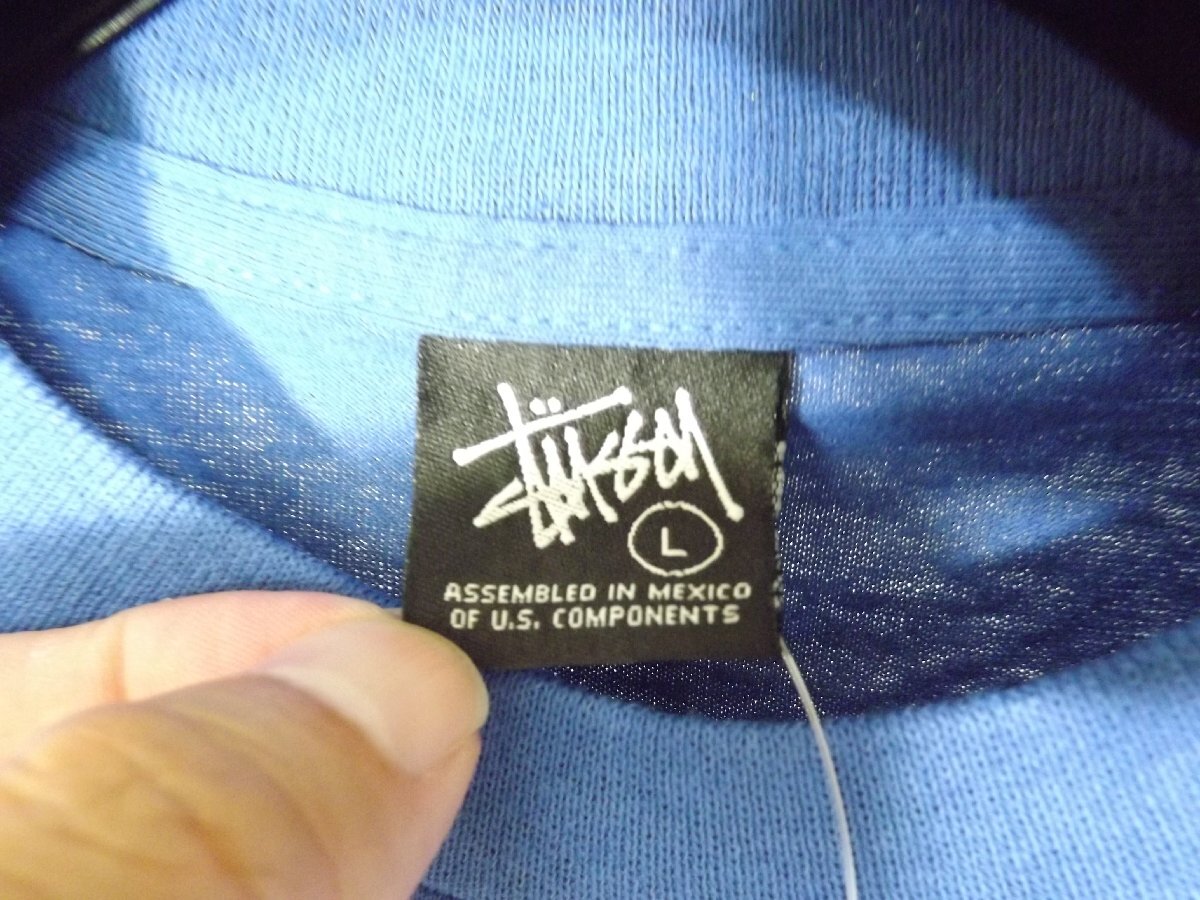 Stüssy
L
ASSEMBLED IN MEXICO
OF U.S. COMPONENTS